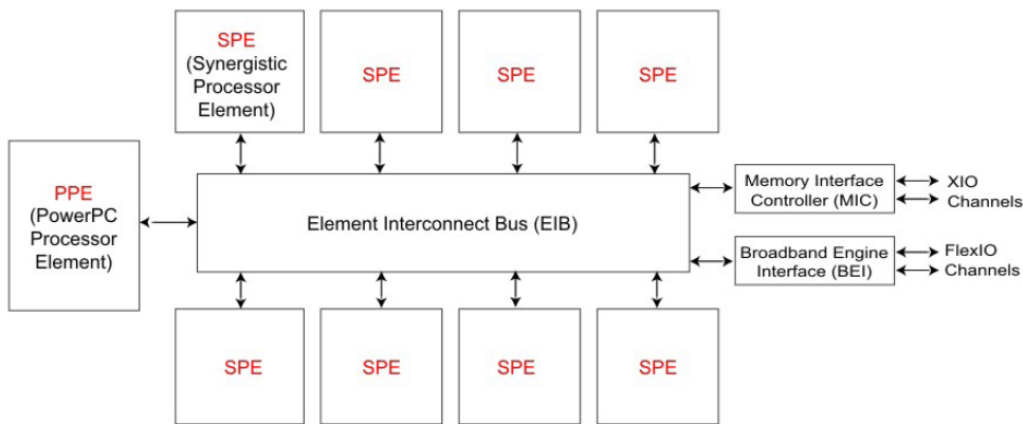 SPE
(Synergistic
Processor
Element)
SPE
SPE
SPE
PPE
(PowerPC
Processor
Element)
Element Interconnect Bus (EIB)
Memory Interface
Controller (MIC)
XIO
Channels
Broadband Engine
Interface (BEI)
FlexIO
Channels
SPE
SPE
SPE
SPE